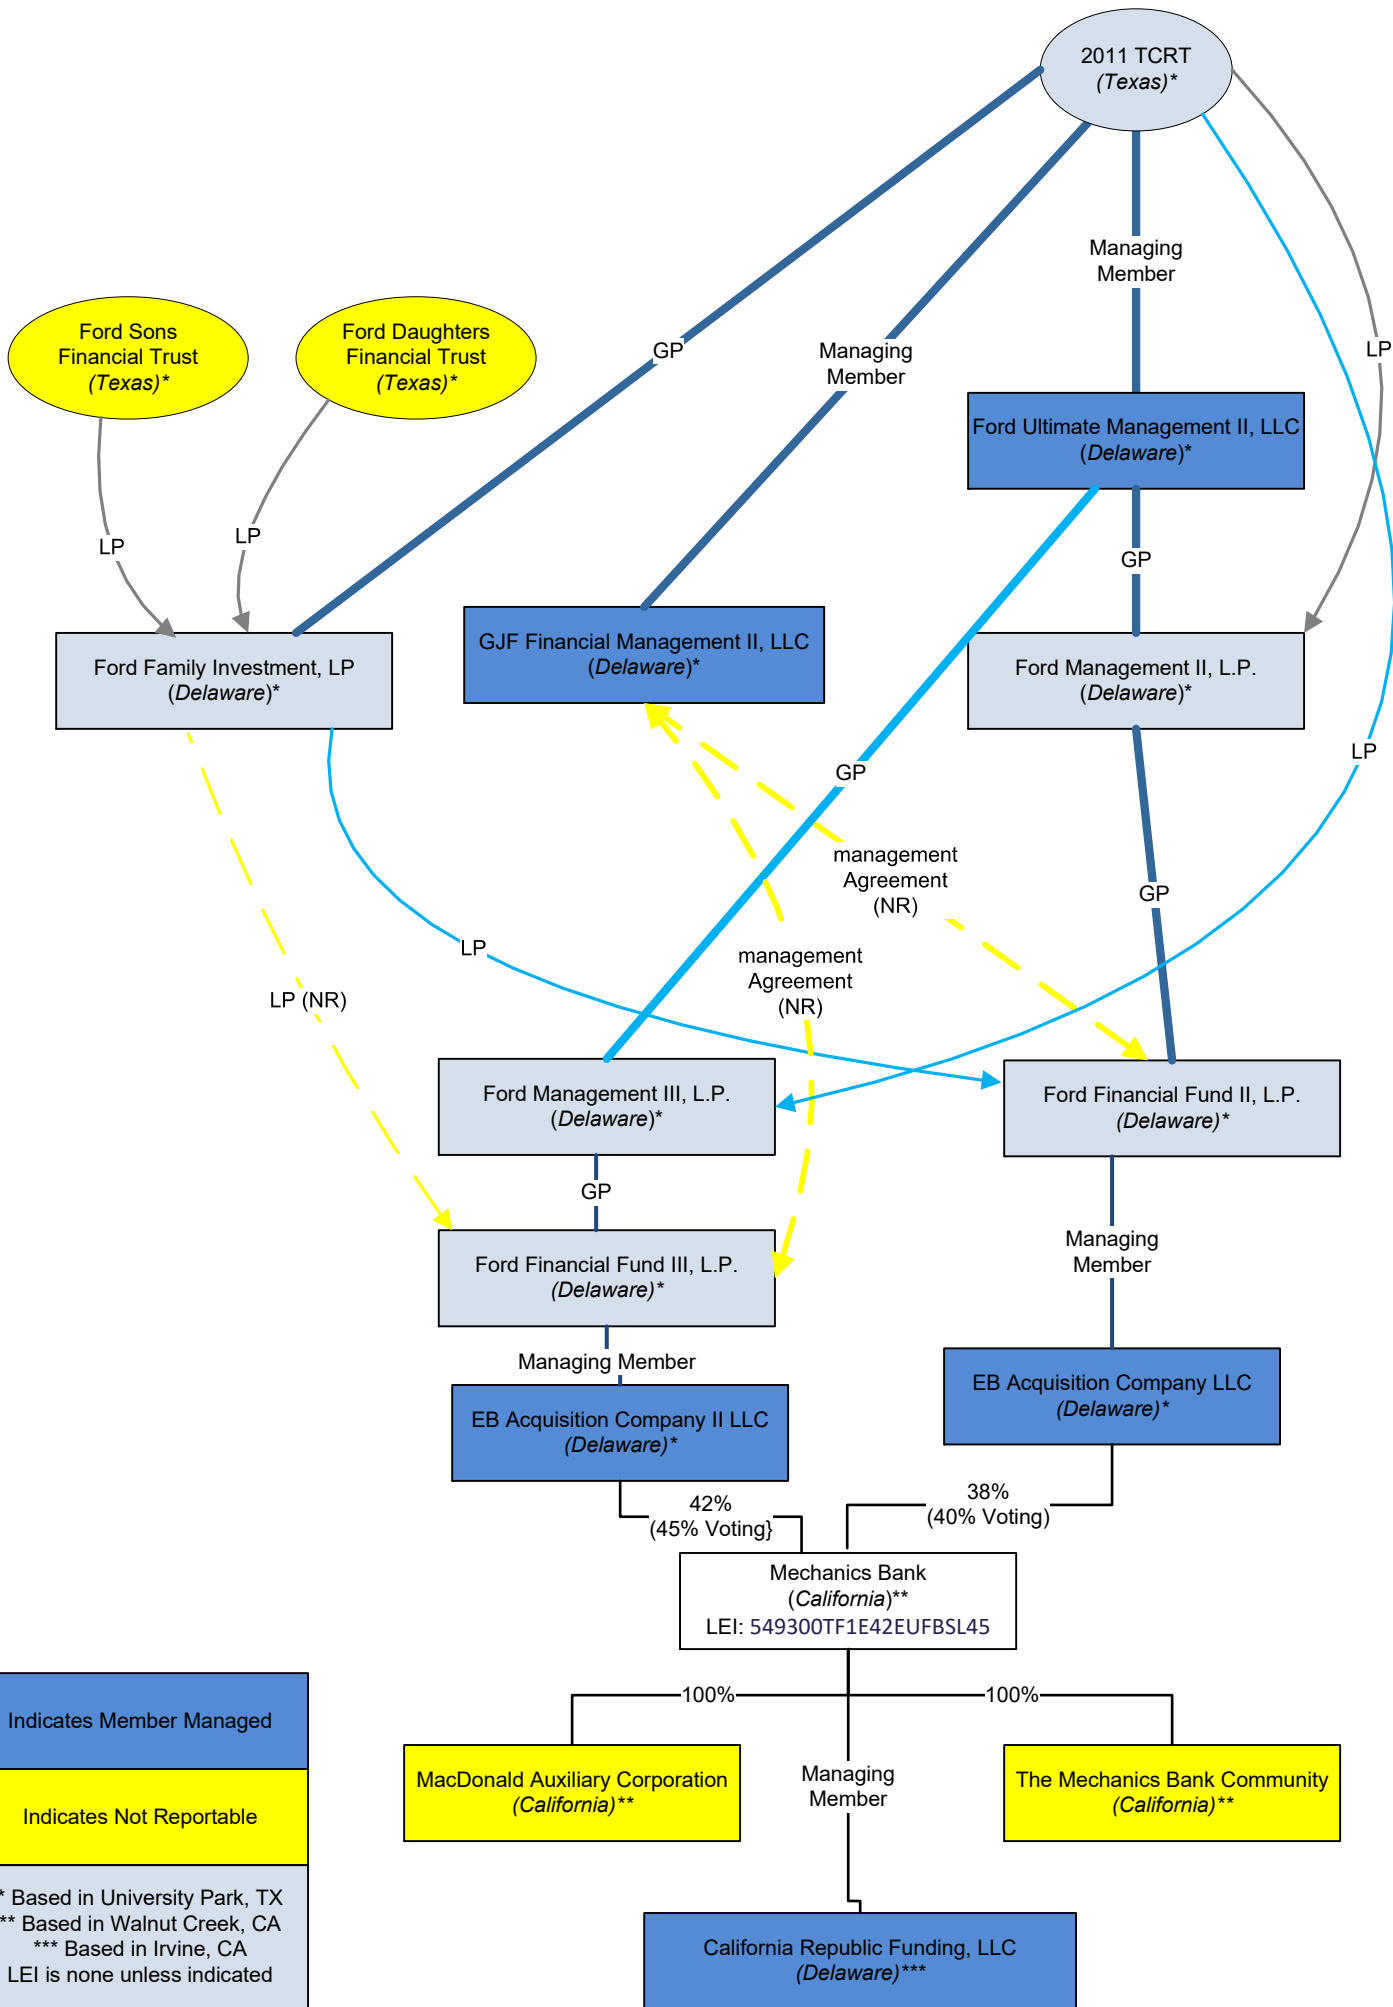 2011 TCRT
(Texas)*
Managing
Member
Ford Sons
Financial Trust
(Texas)*
Ford Daughters
Financial Trust
(Texas)*
GP
Managing
Member
LP
Ford Ultimate Management II, LLC
(Delaware)*
LP
LP
GP
Ford Family Investment, LP
(Delaware)*
GJF Financial Management II, LLC
(Delaware)*
Ford Management II, L.P.
(Delaware)*
LP
GP
management
Agreement
(NR)
GP
LP
management
Agreement
(NR)
LP (NR)
Ford Management III, L.P.
(Delaware)*
Ford Financial Fund II, L.P.
(Delaware)*
GP
Ford Financial Fund III, L.P.
(Delaware)*
Managing
Member
Managing Member
EB Acquisition Company II LLC
(Delaware)*
EB Acquisition Company LLC
(Delaware)*
42%
(45% Voting}
38%
(40% Voting)
Mechanics Bank
(California)**
LEI: 549300TF1E42EUFBSL45
100%
100%
MacDonald Auxiliary Corporation
(California)**
Managing
Member
The Mechanics Bank Community
(California)**
California Republic Funding, LLC
(Delaware)***
Indicates Member Managed
Indicates Not Reportable
* Based in University Park, TX
** Based in Walnut Creek, CA
*** Based in Irvine, CA
LEI is none unless indicated